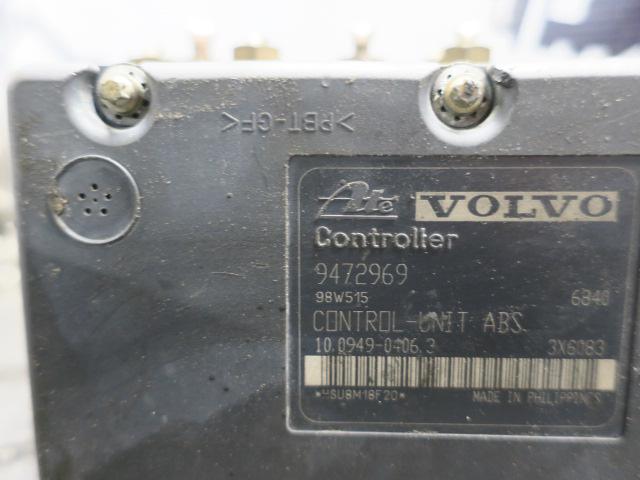 >PBT-GF<
Ate VOLVO
Controller
9472969
98W515 6840
CONTROL-UNIT ABS
10.0949-0406.3 3X6083
*4SU8M18F20* MADE IN PHILIPPINES